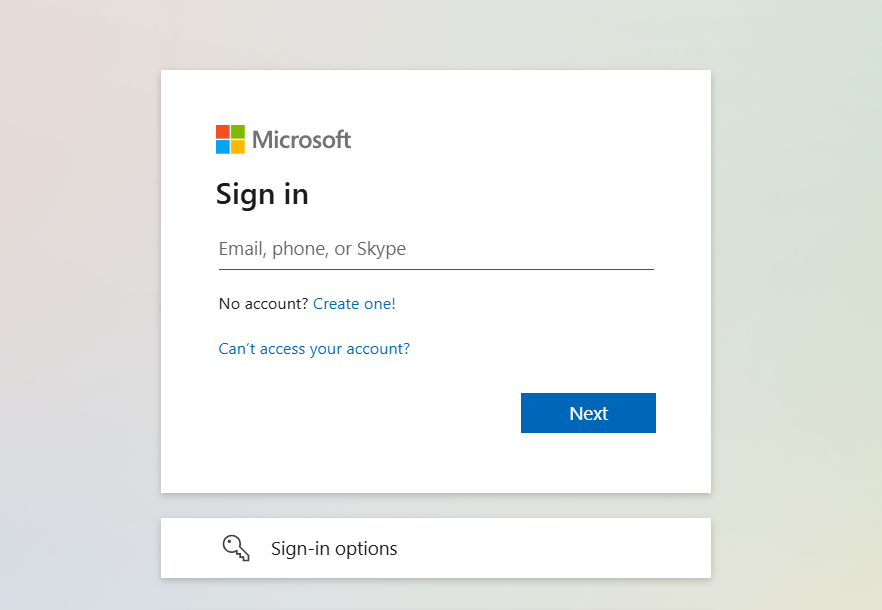 Microsoft
Sign in
Email, phone, or Skype
No account? Create one!
Can’t access your account?
Next
Sign-in options